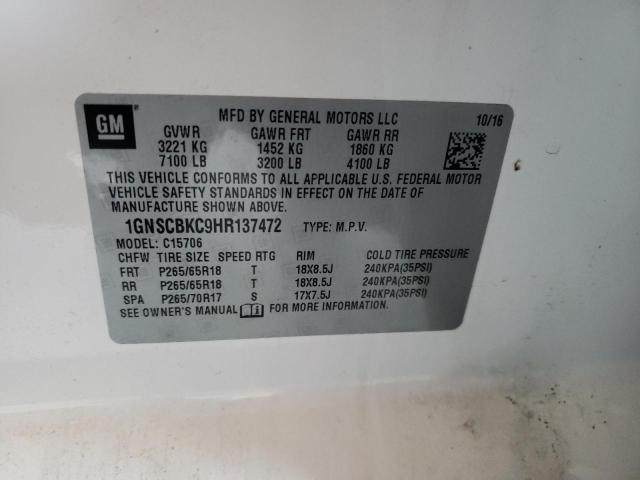 GM
MFD BY GENERAL MOTORS LLC 10/16
GVWR GAWR FRT GAWR RR
3221 KG 1452 KG 1860 KG
7100 LB 3200 LB 4100 LB
THIS VEHICLE CONFORMS TO ALL APPLICABLE U.S. FEDERAL MOTOR
VEHICLE SAFETY STANDARDS IN EFFECT ON THE DATE OF
MANUFACTURE SHOWN ABOVE.
1GNSCBKC9HR137472 TYPE: M.P.V.
MODEL: C15706
CHFW TIRE SIZE SPEED RTG RIM COLD TIRE PRESSURE
FRT P265/65R18 T 18X8.5J 240KPA(35PSI)
RR P265/65R18 T 18X8.5J 240KPA(35PSI)
SPA P265/70R17 S 17X7.5J 240KPA(35PSI)
SEE OWNER'S MANUAL FOR MORE INFORMATION.